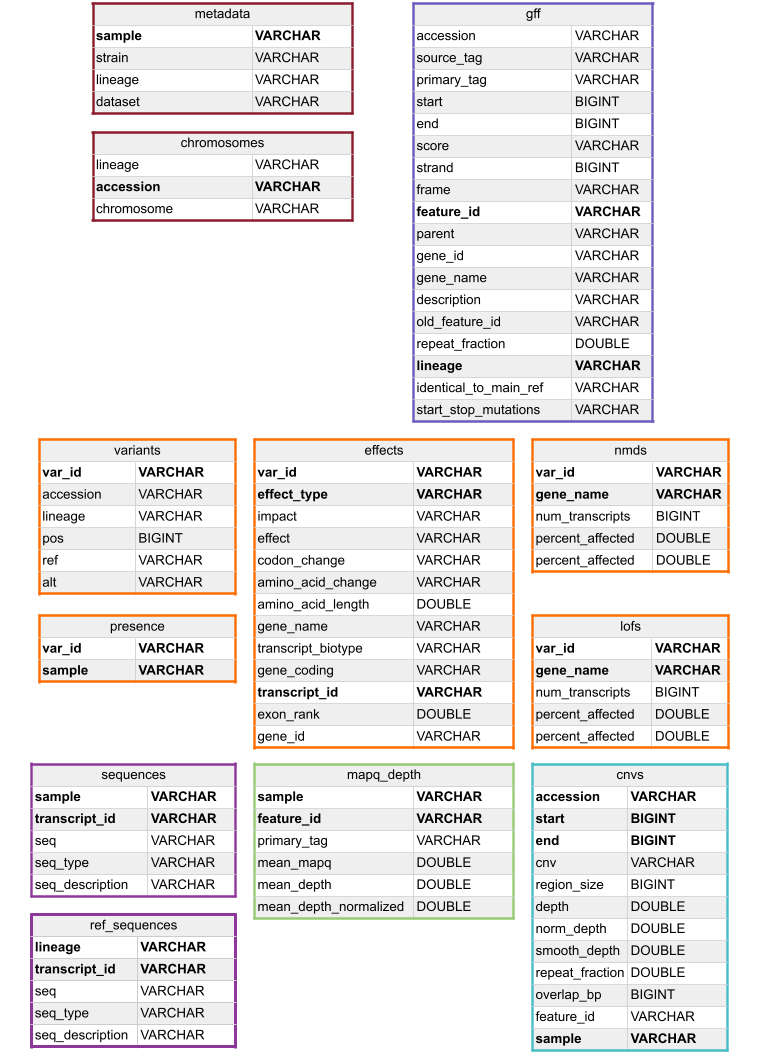 metadata
sample VARCHAR
strain VARCHAR
lineage VARCHAR
dataset VARCHAR
chromosomes
lineage VARCHAR
accession VARCHAR
chromosome VARCHAR
gff
accession VARCHAR
source_tag VARCHAR
primary_tag VARCHAR
start BIGINT
end BIGINT
score VARCHAR
strand BIGINT
frame VARCHAR
feature_id VARCHAR
parent VARCHAR
gene_id VARCHAR
gene_name VARCHAR
description VARCHAR
old_feature_id VARCHAR
repeat_fraction DOUBLE
lineage VARCHAR
identical_to_main_ref VARCHAR
start_stop_mutations VARCHAR
variants
var_id VARCHAR
accession VARCHAR
lineage VARCHAR
pos BIGINT
ref VARCHAR
alt VARCHAR
presence
var_id VARCHAR
sample VARCHAR
effects
var_id VARCHAR
effect_type VARCHAR
impact VARCHAR
effect VARCHAR
codon_change VARCHAR
amino_acid_change VARCHAR
amino_acid_length DOUBLE
gene_name VARCHAR
transcript_biotype VARCHAR
gene_coding VARCHAR
transcript_id VARCHAR
exon_rank DOUBLE
gene_id VARCHAR
nmds
var_id VARCHAR
gene_name VARCHAR
num_transcripts BIGINT
percent_affected DOUBLE
percent_affected DOUBLE
lofs
var_id VARCHAR
gene_name VARCHAR
num_transcripts BIGINT
percent_affected DOUBLE
percent_affected DOUBLE
sequences
sample VARCHAR
transcript_id VARCHAR
seq VARCHAR
seq_type VARCHAR
seq_description VARCHAR
ref_sequences
lineage VARCHAR
transcript_id VARCHAR
seq VARCHAR
seq_type VARCHAR
seq_description VARCHAR
mapq_depth
sample VARCHAR
feature_id VARCHAR
primary_tag VARCHAR
mean_mapq DOUBLE
mean_depth DOUBLE
mean_depth_normalized DOUBLE
cnvs
accession VARCHAR
start BIGINT
end BIGINT
cnv VARCHAR
region_size BIGINT
depth DOUBLE
norm_depth DOUBLE
smooth_depth DOUBLE
repeat_fraction DOUBLE
overlap_bp BIGINT
feature_id VARCHAR
sample VARCHAR